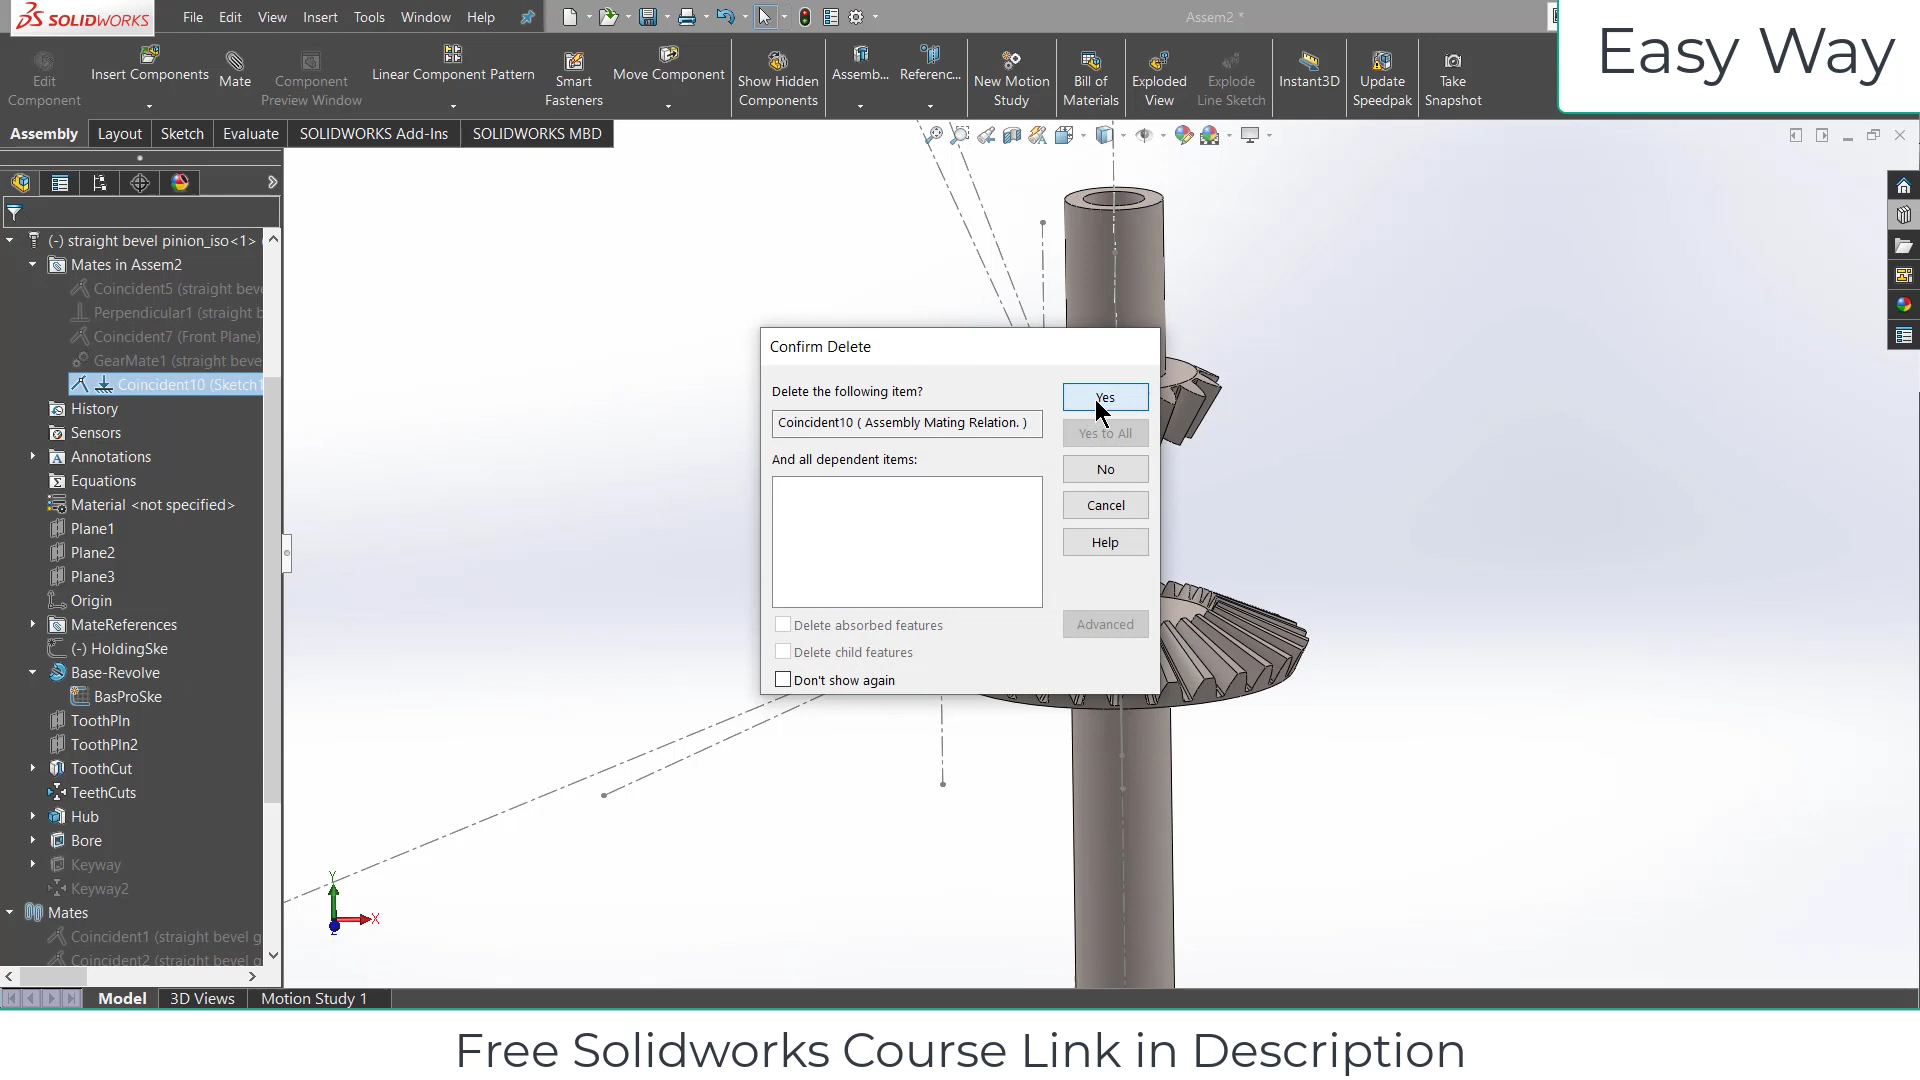 SOLIDWORKS
File Edit View Insert Tools Window Help
Assem2 *
Easy Way
Edit Component
Insert Components
Mate
Component Preview Window
Linear Component Pattern
Smart Fasteners
Move Component
Show Hidden Components
Assemb...
Referenc...
New Motion Study
Bill of Materials
Exploded View
Explode Line Sketch
Instant3D
Update Speedpak
Take Snapshot
Assembly Layout Sketch Evaluate SOLIDWORKS Add-Ins SOLIDWORKS MBD
(-) straight bevel pinion_iso<1> (
Mates in Assem2
Coincident5 (straight beve
Perpendicular1 (straight b
Coincident7 (Front Plane)
GearMate1 (straight beve
Coincident10 (Sketch1
History
Sensors
Annotations
Equations
Material <not specified>
Plane1
Plane2
Plane3
Origin
MateReferences
(-) HoldingSke
Base-Revolve
BasProSke
ToothPln
ToothPln2
ToothCut
TeethCuts
Hub
Bore
Keyway
Keyway2
Mates
Coincident1 (straight bevel g
Coincident2 (straight bevel g
Confirm Delete
Delete the following item?
Coincident10 ( Assembly Mating Relation. )
And all dependent items:
Delete absorbed features
Delete child features
Don't show again
Yes
Yes to All
No
Cancel
Help
Advanced
Y
X
Z
Model 3D Views Motion Study 1
Free Solidworks Course Link in Description